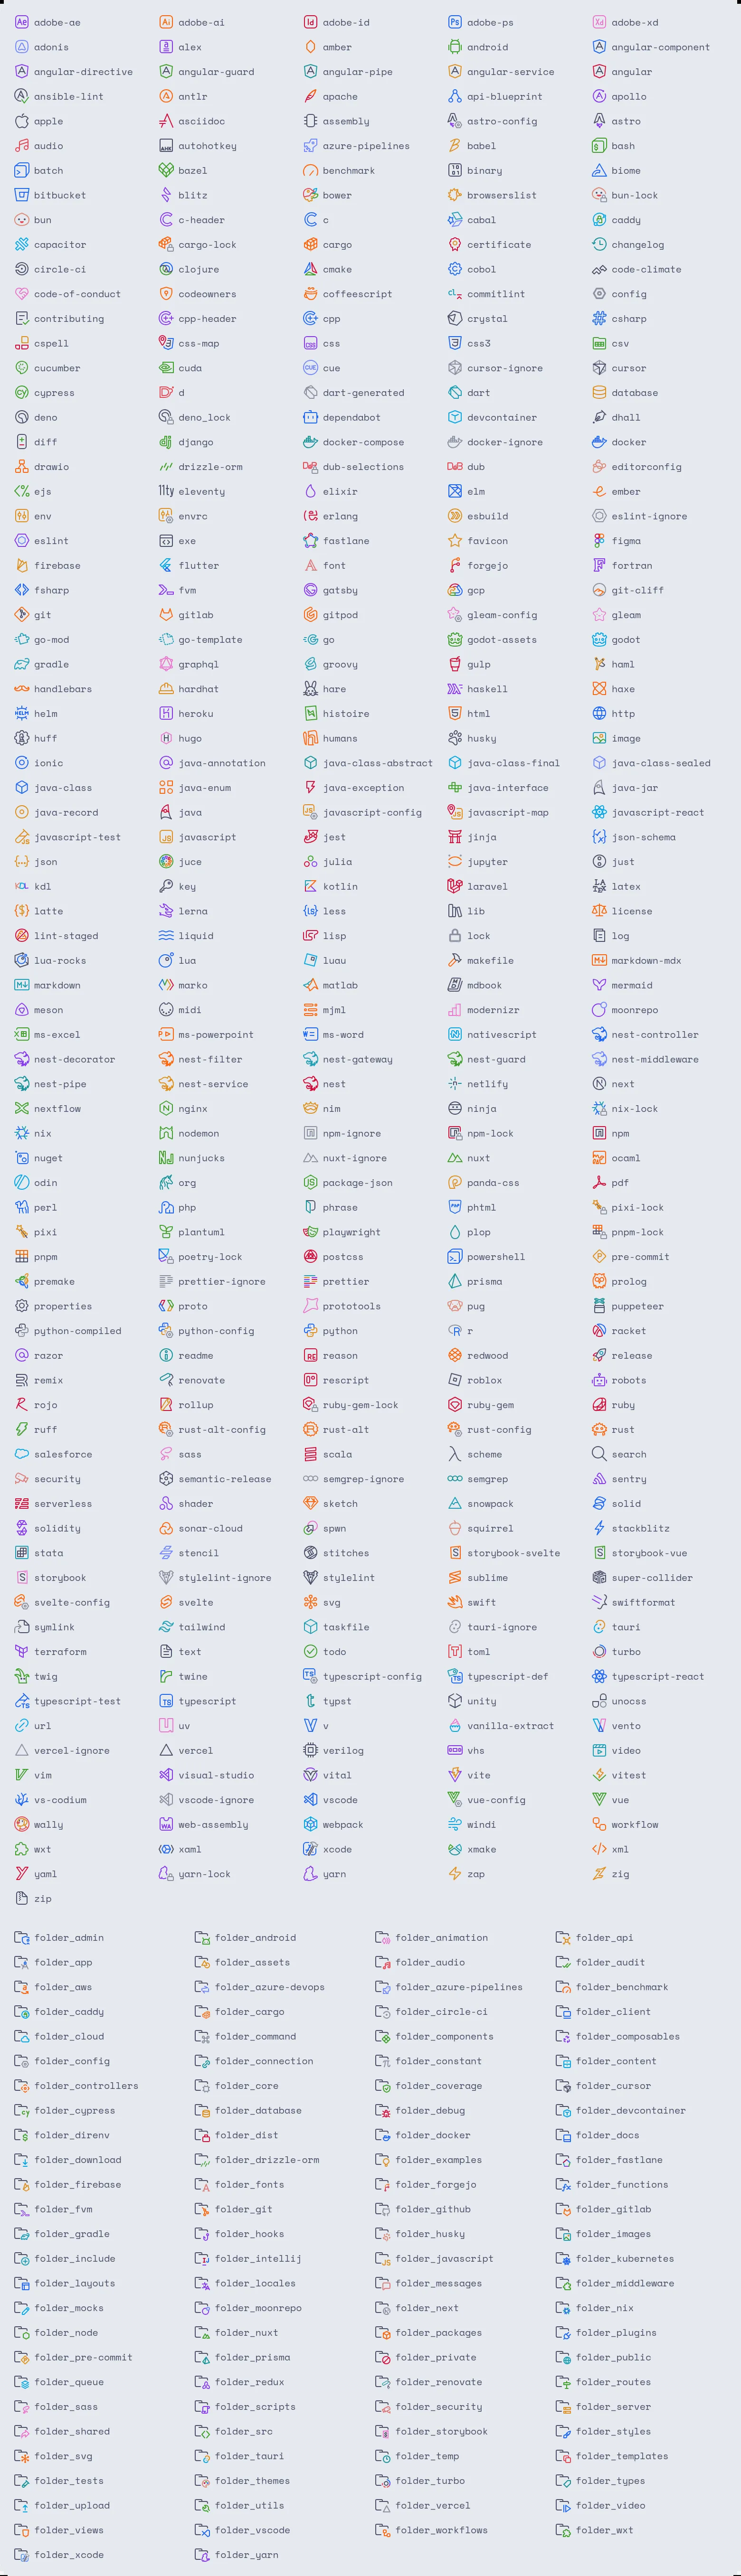 adobe-ae adobe-ai adobe-id adobe-ps adobe-xd
adonis alex amber android angular-component
angular-directive angular-guard angular-pipe angular-service angular
ansible-lint antlr apache api-blueprint apollo
apple asciidoc assembly astro-config astro
audio autohotkey azure-pipelines babel bash
batch bazel benchmark binary biome
bitbucket blitz bower browserslist bun-lock
bun c-header c cabal caddy
capacitor cargo-lock cargo certificate changelog
circle-ci clojure cmake cobol code-climate
code-of-conduct codeowners coffeescript commitlint config
contributing cpp-header cpp crystal csharp
cspell css-map css css3 csv
cucumber cuda cue cursor-ignore cursor
cypress d dart-generated dart database
deno deno_lock dependabot devcontainer dhall
diff django docker-compose docker-ignore docker
drawio drizzle-orm dub-selections dub editorconfig
ejs eleventy elixir elm ember
env envrc erlang esbuild eslint-ignore
eslint exe fastlane favicon figma
firebase flutter font forgejo fortran
fsharp fvm gatsby gcp git-cliff
git gitlab gitpod gleam-config gleam
go-mod go-template go godot-assets godot
gradle graphql groovy gulp haml
handlebars hardhat hare haskell haxe
helm heroku histoire html http
huff hugo humans husky image
ionic java-annotation java-class-abstract java-class-final java-class-sealed
java-class java-enum java-exception java-interface java-jar
java-record java javascript-config javascript-map javascript-react
javascript-test javascript jest jinja json-schema
json juce julia jupyter just
kdl key kotlin laravel latex
latte lerna less lib license
lint-staged liquid lisp lock log
lua-rocks lua luau makefile markdown-mdx
markdown marko matlab mdbook mermaid
meson midi mjml modernizr moonrepo
ms-excel ms-powerpoint ms-word nativescript nest-controller
nest-decorator nest-filter nest-gateway nest-guard nest-middleware
nest-pipe nest-service nest netlify next
nextflow nginx nim ninja nix-lock
nix nodemon npm-ignore npm-lock npm
nuget nunjucks nuxt-ignore nuxt ocaml
odin org package-json panda-css pdf
perl php phrase phtml pixi-lock
pixi plantuml playwright plop pnpm-lock
pnpm poetry-lock postcss powershell pre-commit
premake prettier-ignore prettier prisma prolog
properties proto prototools pug puppeteer
python-compiled python-config python r racket
razor readme reason redwood release
remix renovate rescript roblox robots
rojo rollup ruby-gem-lock ruby-gem ruby
ruff rust-alt-config rust-alt rust-config rust
salesforce sass scala scheme search
security semantic-release semgrep-ignore semgrep sentry
serverless shader sketch snowpack solid
solidity sonar-cloud spwn squirrel stackblitz
stata stencil stitches storybook-svelte storybook-vue
storybook stylelint-ignore stylelint sublime super-collider
svelte-config svelte svg swift swiftformat
symlink tailwind taskfile tauri-ignore tauri
terraform text todo toml turbo
twig twine typescript-config typescript-def typescript-react
typescript-test typescript typst unity unocss
url uv v vanilla-extract vento
vercel-ignore vercel verilog vhs video
vim visual-studio vital vite vitest
vs-codium vscode-ignore vscode vue-config vue
wally web-assembly webpack windi workflow
wxt xaml xcode xmake xml
yaml yarn-lock yarn zap zig
zip
folder_admin folder_android folder_animation folder_api
folder_app folder_assets folder_audio folder_audit
folder_aws folder_azure-devops folder_azure-pipelines folder_benchmark
folder_caddy folder_cargo folder_circle-ci folder_client
folder_cloud folder_command folder_components folder_composables
folder_config folder_connection folder_constant folder_content
folder_controllers folder_core folder_coverage folder_cursor
folder_cypress folder_database folder_debug folder_devcontainer
folder_direnv folder_dist folder_docker folder_docs
folder_download folder_drizzle-orm folder_examples folder_fastlane
folder_firebase folder_fonts folder_forgejo folder_functions
folder_fvm folder_git folder_github folder_gitlab
folder_gradle folder_hooks folder_husky folder_images
folder_include folder_intellij folder_javascript folder_kubernetes
folder_layouts folder_locales folder_messages folder_middleware
folder_mocks folder_moonrepo folder_next folder_nix
folder_node folder_nuxt folder_packages folder_plugins
folder_pre-commit folder_prisma folder_private folder_public
folder_queue folder_redux folder_renovate folder_routes
folder_sass folder_scripts folder_security folder_server
folder_shared folder_src folder_storybook folder_styles
folder_svg folder_tauri folder_temp folder_templates
folder_tests folder_themes folder_turbo folder_types
folder_upload folder_utils folder_vercel folder_video
folder_views folder_vscode folder_workflows folder_wxt
folder_xcode folder_yarn